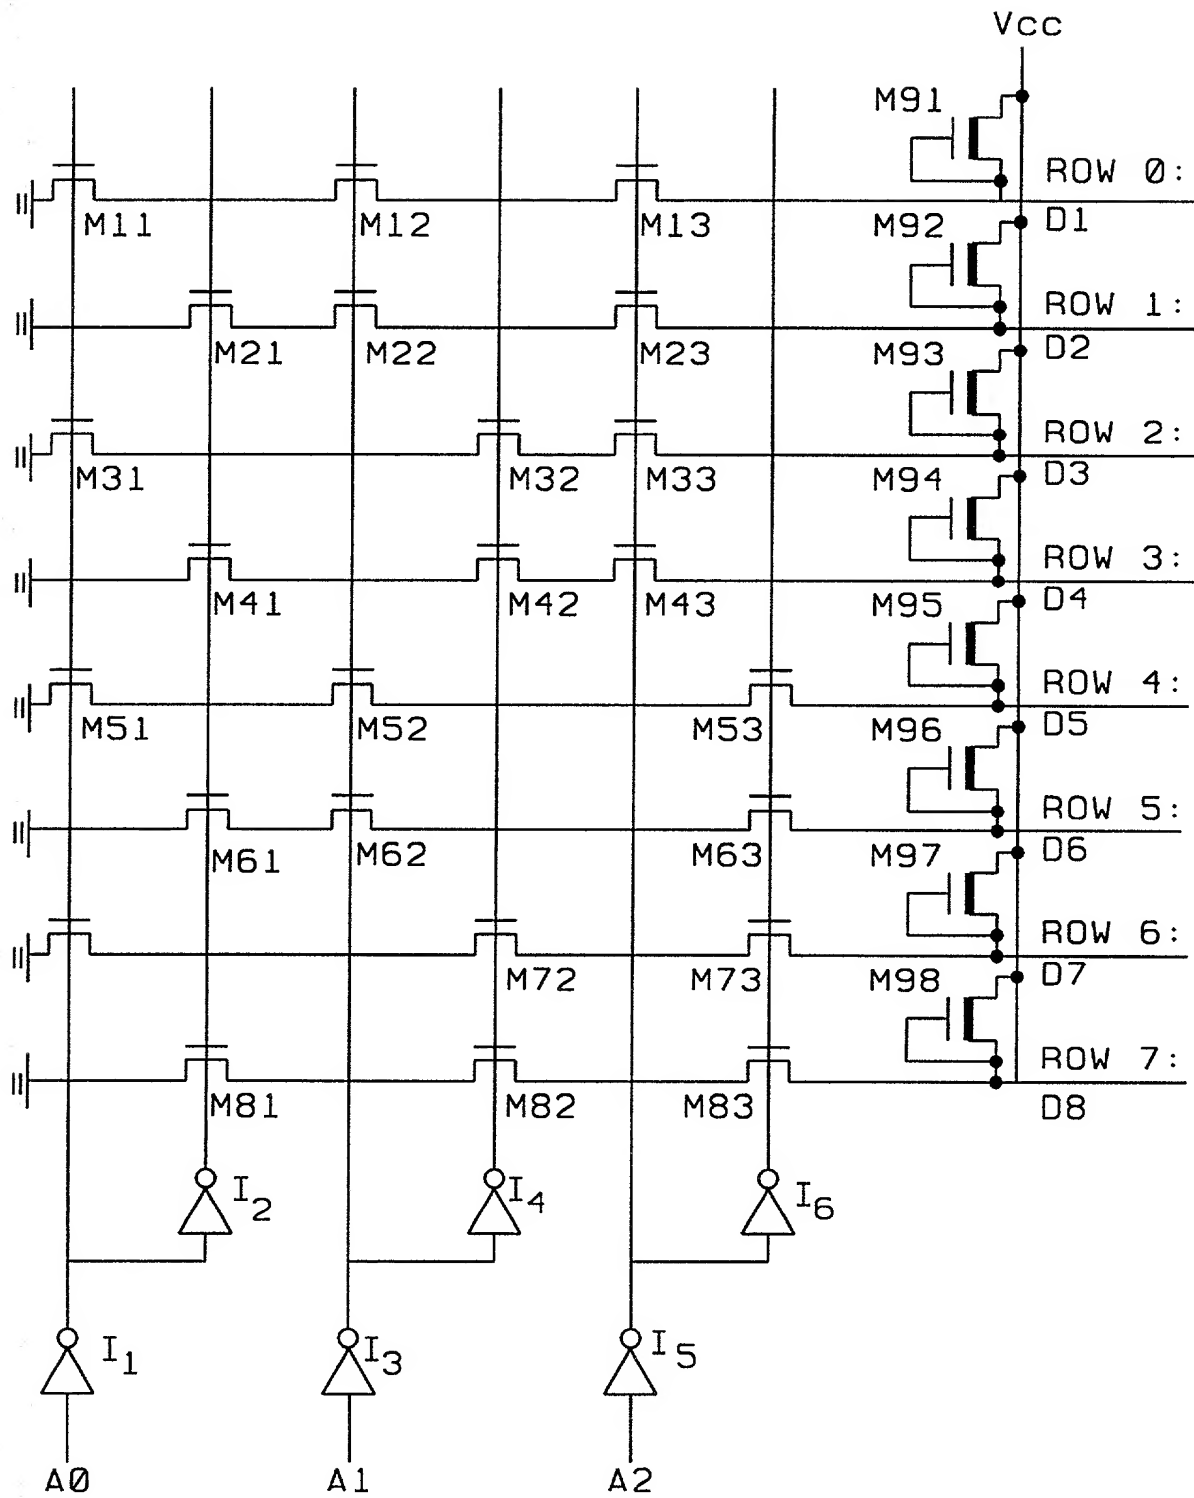 Vcc
M91
ROW 0:
M11 M12 M13
M92 D1
ROW 1:
M21 M22 M23
M93 D2
ROW 2:
M31 M32 M33
M94 D3
ROW 3:
M41 M42 M43
M95 D4
ROW 4:
M51 M52 M53
M96 D5
ROW 5:
M61 M62 M63
M97 D6
ROW 6:
M72 M73
M98 D7
ROW 7:
M81 M82 M83
D8
I2 I4 I6
I1 I3 I5
A0 A1 A2